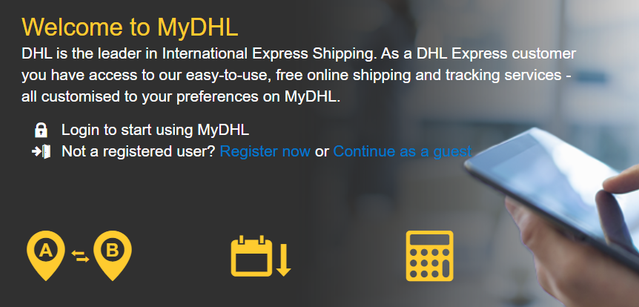 Welcome to MyDHL
DHL is the leader in International Express Shipping. As a DHL Express customer
you have access to our easy-to-use, free online shipping and tracking services -
all customised to your preferences on MyDHL.
Login to start using MyDHL
Not a registered user? Register now or Continue as a guest
A B